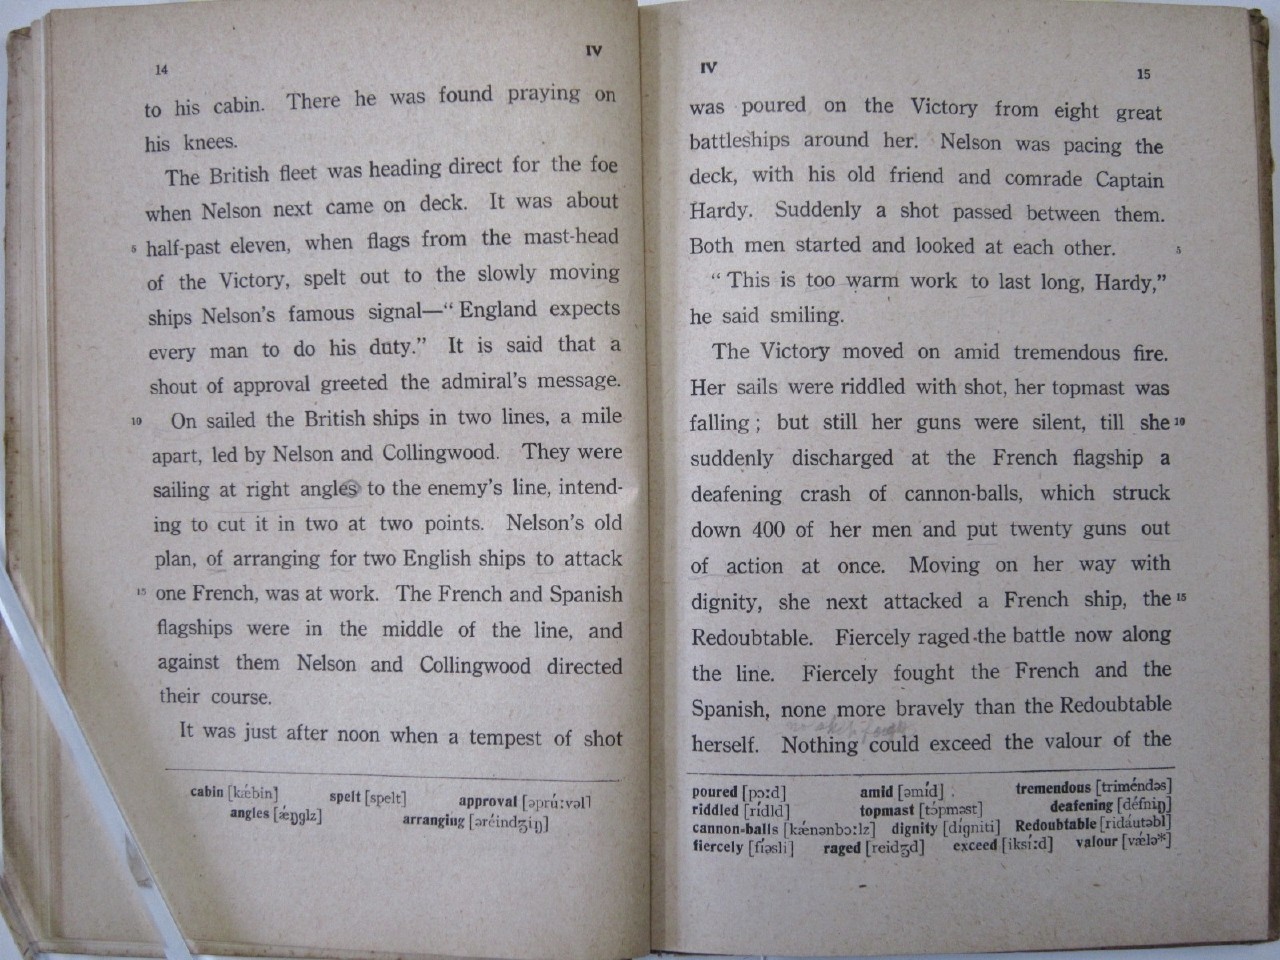 14
IV
to his cabin. There he was found praying on
his knees.
The British fleet was heading direct for the foe
when Nelson next came on deck. It was about
5 half-past eleven, when flags from the mast-head
of the Victory, spelt out to the slowly moving
ships Nelson's famous signal—“ England expects
every man to do his duty.” It is said that a
shout of approval greeted the admiral's message.
10 On sailed the British ships in two lines, a mile
apart, led by Nelson and Collingwood. They were
sailing at right angles to the enemy's line, intend-
ing to cut it in two at two points. Nelson's old
plan, of arranging for two English ships to attack
15 one French, was at work. The French and Spanish
flagships were in the middle of the line, and
against them Nelson and Collingwood directed
their course.
It was just after noon when a tempest of shot
cabin [kǽbin] spelt [spelt] approval [əprú:vəl]
angles [ǽŋglz] arranging [əréindʒiŋ]
IV
15
was poured on the Victory from eight great
battleships around her. Nelson was pacing the
deck, with his old friend and comrade Captain
Hardy. Suddenly a shot passed between them.
Both men started and looked at each other. 5
“ This is too warm work to last long, Hardy,”
he said smiling.
The Victory moved on amid tremendous fire.
Her sails were riddled with shot, her topmast was
falling ; but still her guns were silent, till she 10
suddenly discharged at the French flagship a
deafening crash of cannon-balls, which struck
down 400 of her men and put twenty guns out
of action at once. Moving on her way with
dignity, she next attacked a French ship, the 15
Redoubtable. Fiercely raged the battle now along
the line. Fiercely fought the French and the
Spanish, none more bravely than the Redoubtable
herself. Nothing could exceed the valour of the
poured [pɔ:d] amid [əmíd] tremendous [triméndəs]
riddled [rídld] topmast [tɔ́pməst] deafening [défniŋ]
cannon-balls [kǽnənbɔ:lz] dignity [dígniti] Redoubtable [ridáutəbl]
fiercely [fíəsli] raged [reidʒd] exceed [iksí:d] valour [vǽlə*]